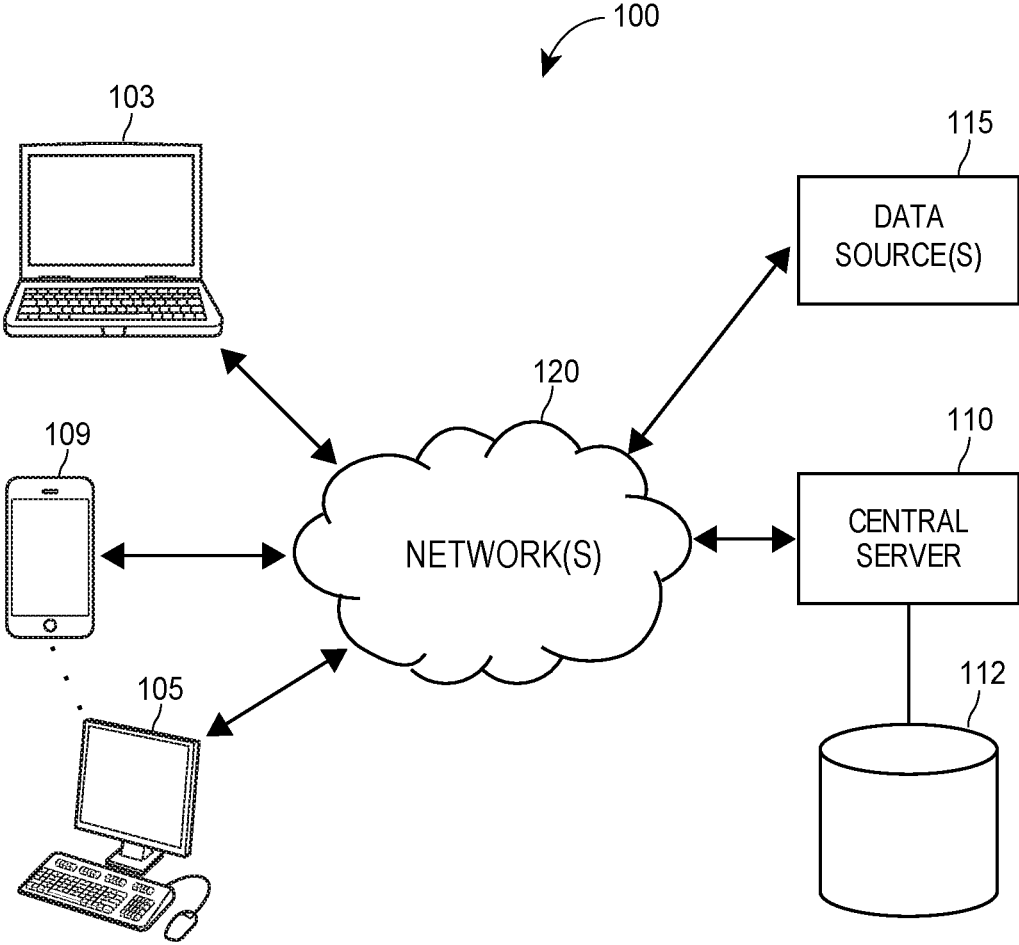 100
103
115
DATA
SOURCE(S)
120
109
110
NETWORK(S)
CENTRAL
SERVER
105
112